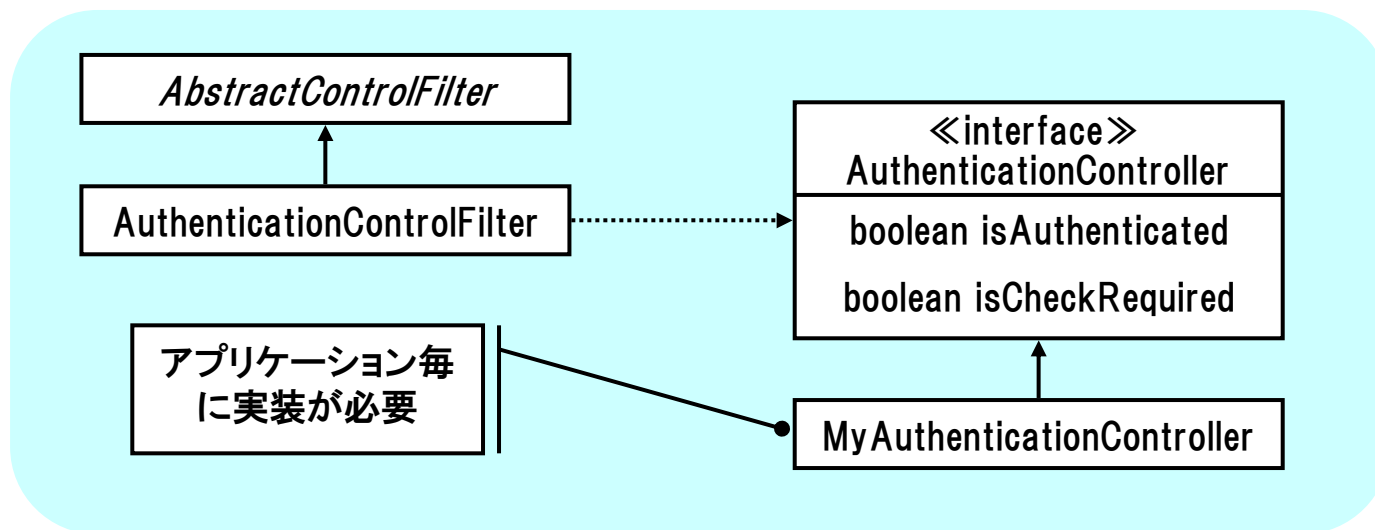 AbstractControlFilter
AuthenticationControlFilter
≪interface≫
AuthenticationController
boolean isAuthenticated
boolean isCheckRequired
アプリケーション毎
に実装が必要
MyAuthenticationController